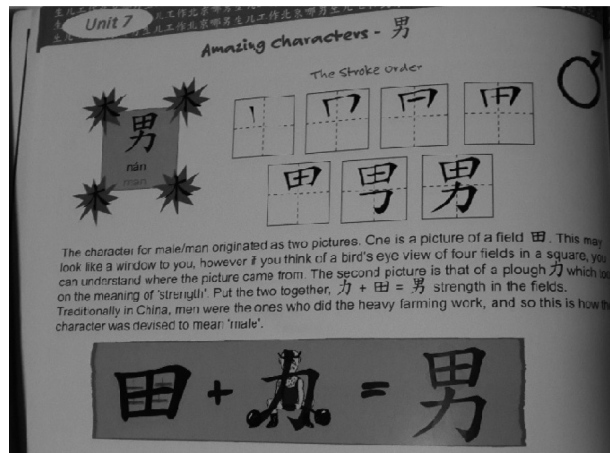 Unit 7
Amazing Characters - 男
The Stroke Order
男
nán
man
The character for male/man originated as two pictures. One is a picture of a field 田. This may
look like a window to you, however if you think of a bird's eye view of four fields in a square, you
can understand where the picture came from. The second picture is that of a plough 力 which
on the meaning of 'strength'. Put the two together, 力 + 田 = 男 strength in the fields.
Traditionally in China, men were the ones who did the heavy farming work, and so this is how the
character was devised to mean 'male'.
田 + 力 = 男